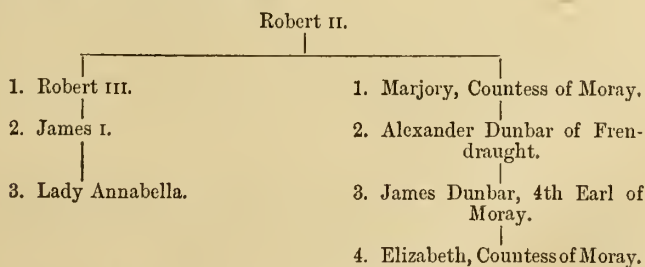 Robert II.
1. Robert III.
2. James I.
3. Lady Annabella.
1. Marjory, Countess of Moray.
2. Alexander Dunbar of Fren-
draught.
3. James Dunbar, 4th Earl of
Moray.
4. Elizabeth, Countess of Moray.